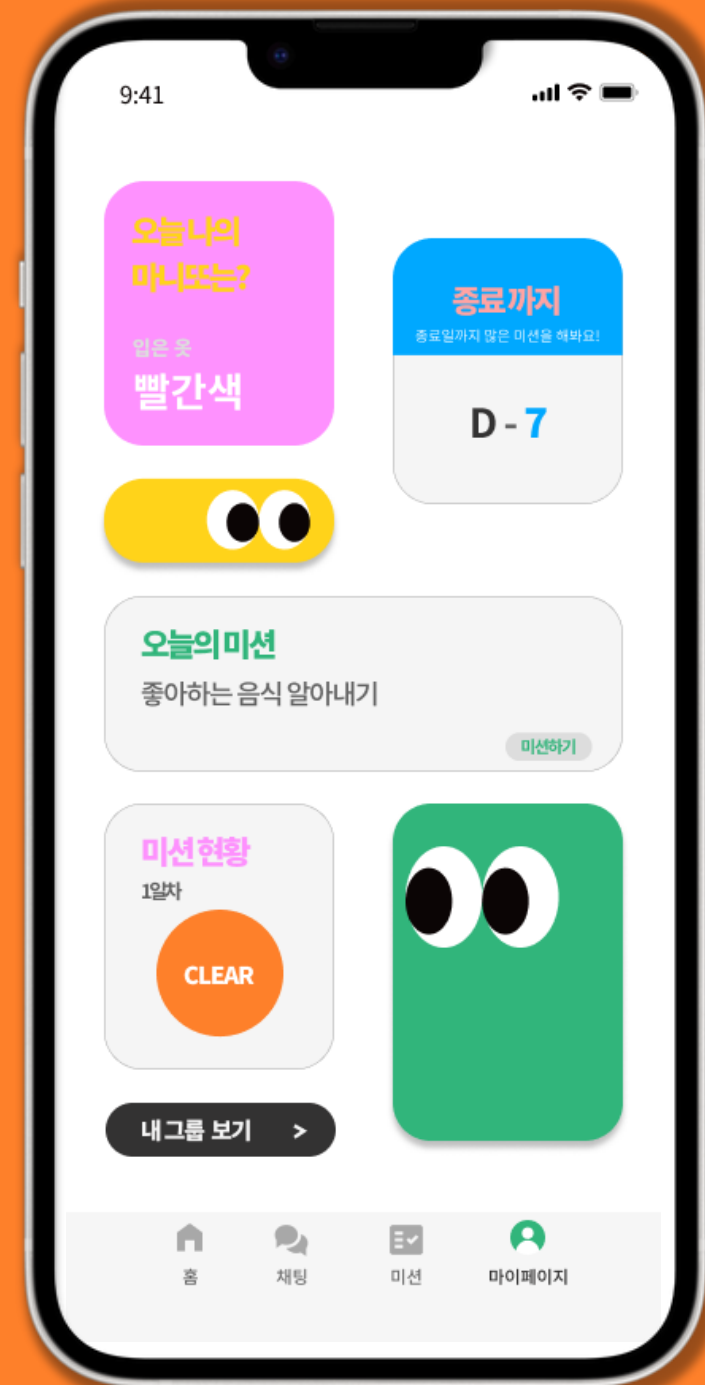 9:41
오늘 나의
마니또는?
입은 옷
빨간색
종료 까지
종료일까지 많은 미션을 해봐요!
D - 7
오늘의 미션
좋아하는 음식 알아내기
미션하기
미션 현황
1일차
CLEAR
내 그룹 보기 >
홈
채팅
미션
마이페이지